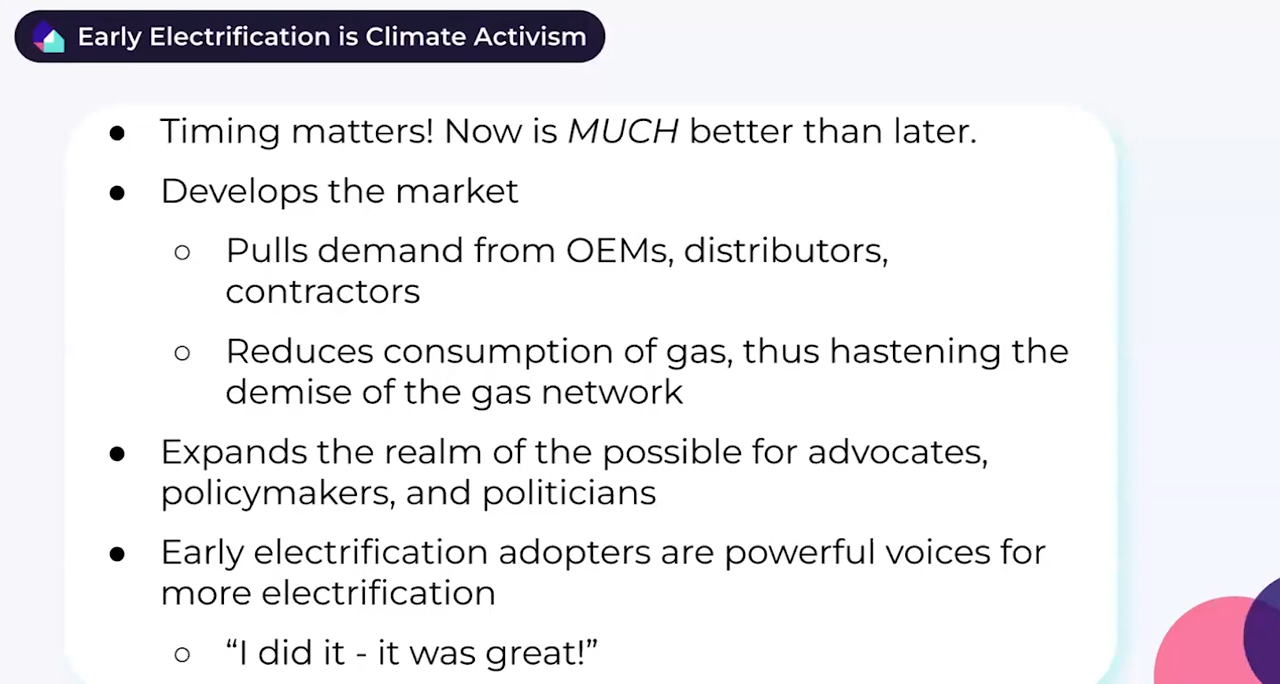 Early Electrification is Climate Activism
● Timing matters! Now is MUCH better than later.
● Develops the market
○ Pulls demand from OEMs, distributors,
contractors
○ Reduces consumption of gas, thus hastening the
demise of the gas network
● Expands the realm of the possible for advocates,
policymakers, and politicians
● Early electrification adopters are powerful voices for
more electrification
○ “I did it - it was great!”